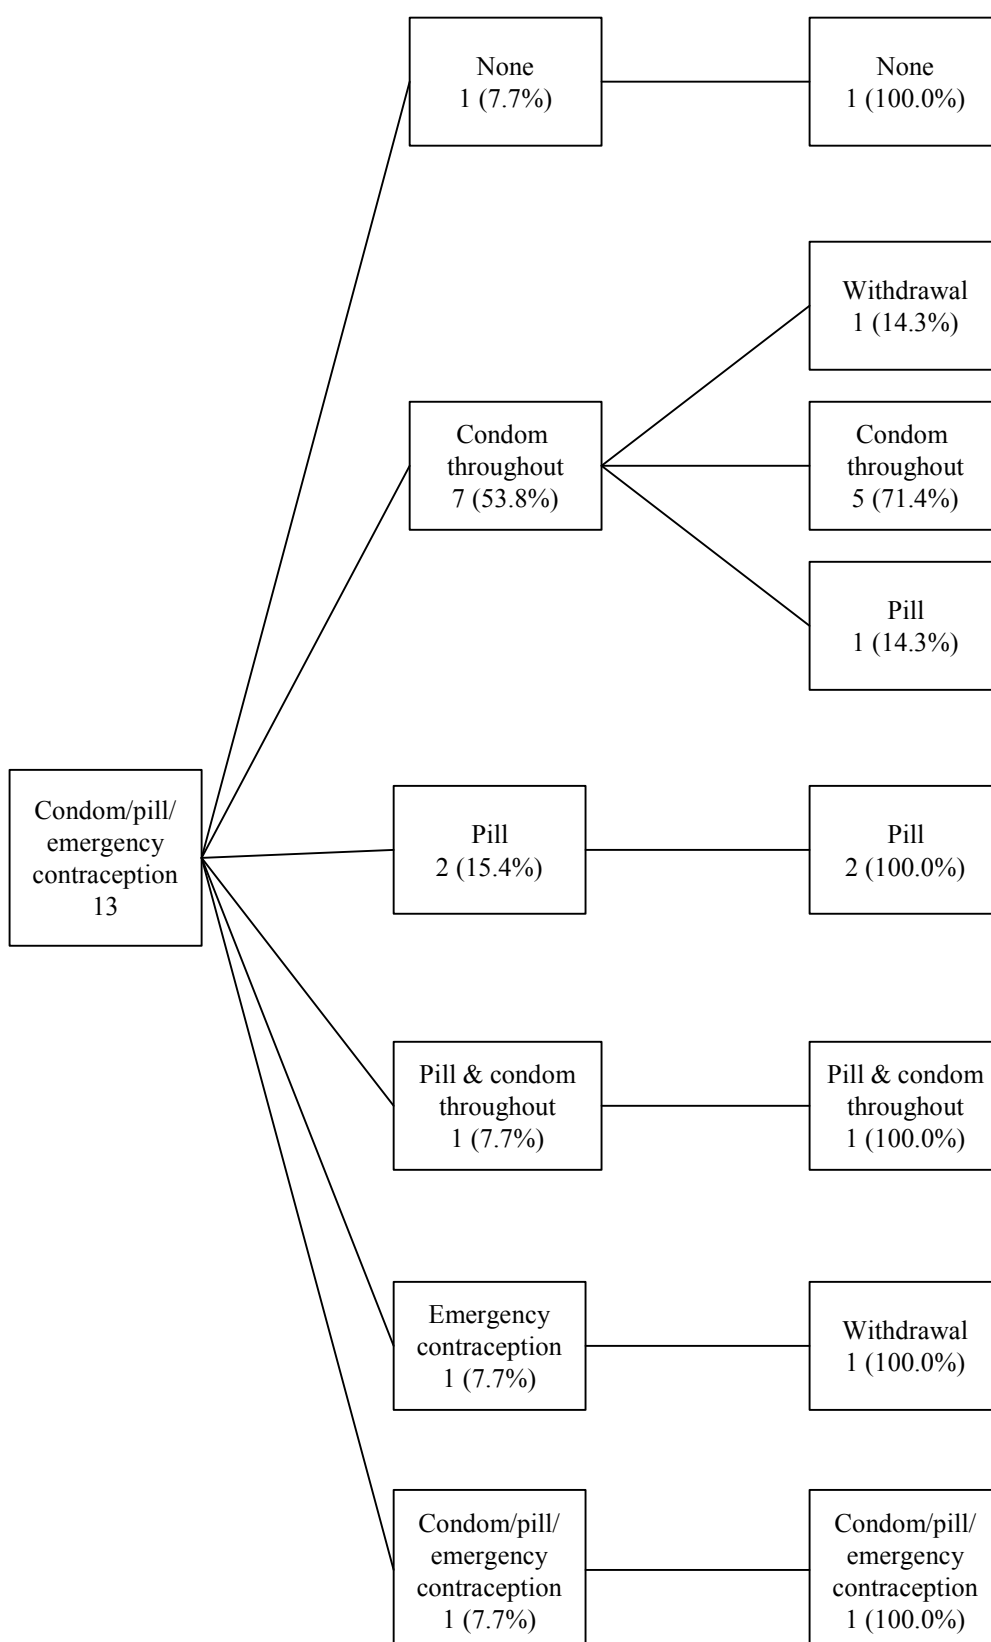 None
1 (7.7%)
None
1 (100.0%)
Withdrawal
1 (14.3%)
Condom
throughout
7 (53.8%)
Condom
throughout
5 (71.4%)
Pill
1 (14.3%)
Condom/pill/
emergency
contraception
13
Pill
2 (15.4%)
Pill
2 (100.0%)
Pill & condom
throughout
1 (7.7%)
Pill & condom
throughout
1 (100.0%)
Emergency
contraception
1 (7.7%)
Withdrawal
1 (100.0%)
Condom/pill/
emergency
contraception
1 (7.7%)
Condom/pill/
emergency
contraception
1 (100.0%)